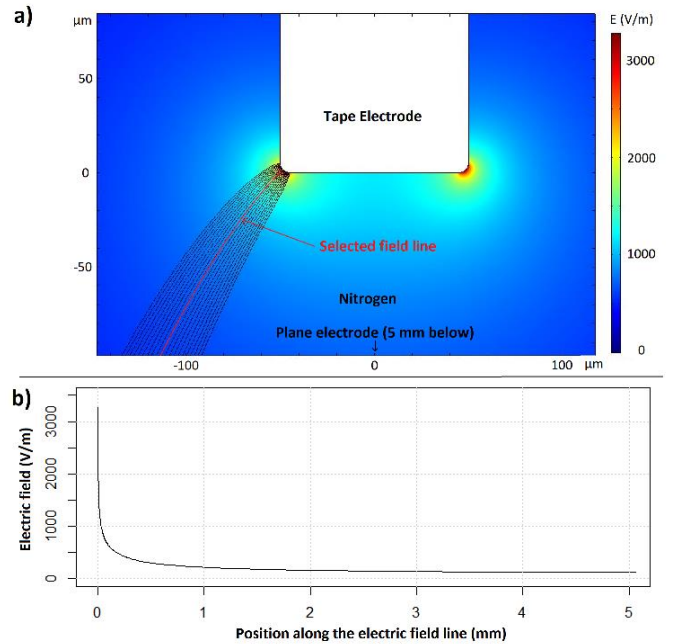 a)
µm
E (V/m)
50
0
-50
3000
2000
1000
0
Tape Electrode
Selected field line
Nitrogen
Plane electrode (5 mm below)
-100
0
100
µm
b)
Electric field (V/m)
3000
2000
1000
0
0
1
2
3
4
5
Position along the electric field line (mm)